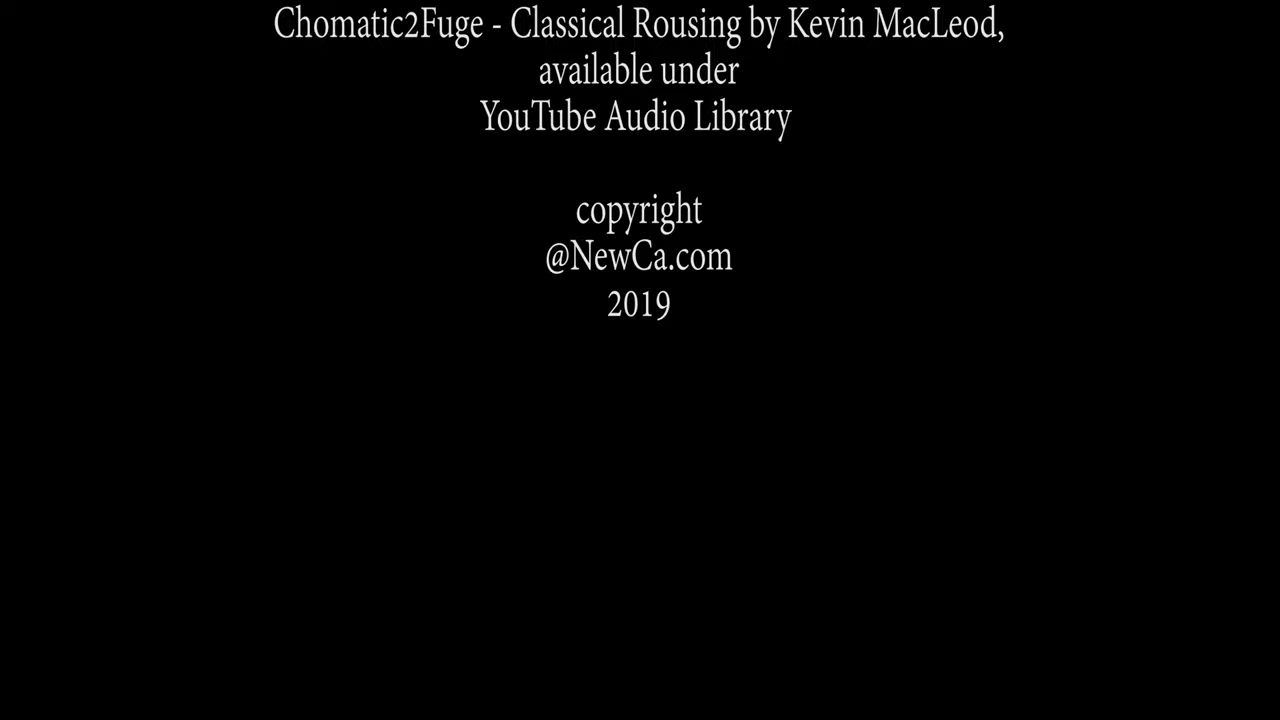 Chomatic2Fuge - Classical Rousing by Kevin MacLeod,
available under
YouTube Audio Library
copyright
@NewCa.com
2019